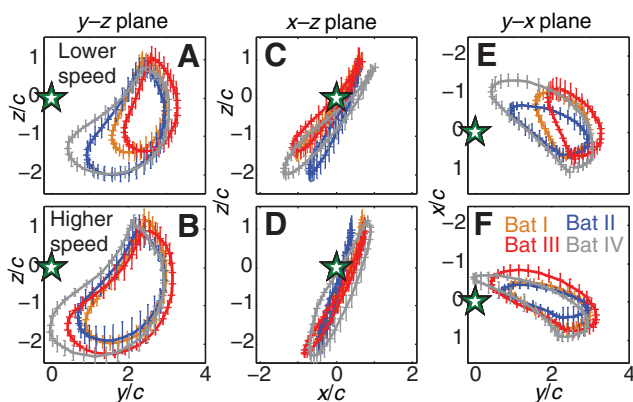 y–z plane x–z plane y–x plane
Lower speed A C E
z/c 1 0 −1 −2
z/c 1 0 −1 −2
x/c −2 −1 0 1
Higher speed B D F
Bat I Bat II
Bat III Bat IV
z/c 1 0 −1 −2
z/c 1 0 −1 −2
−2 −1 0 1
0 2 4 −2 0 2 0 2 4
y/c x/c y/c